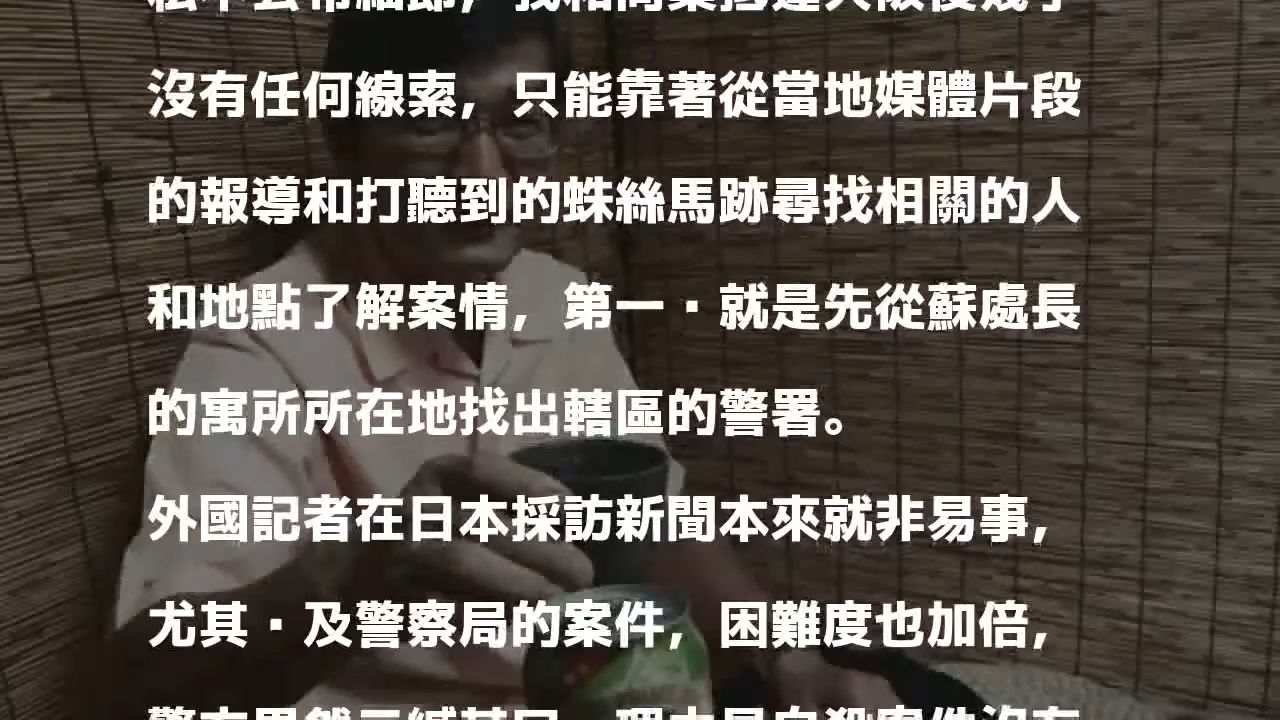 沒有任何線索，只能靠著從當地媒體片段
的報導和打聽到的蛛絲馬跡尋找相關的人
和地點了解案情，第一▪就是先從蘇處長
的寓所所在地找出轄區的警署。
外國記者在日本採訪新聞本來就非易事，
尤其▪及警察局的案件，困難度也加倍，